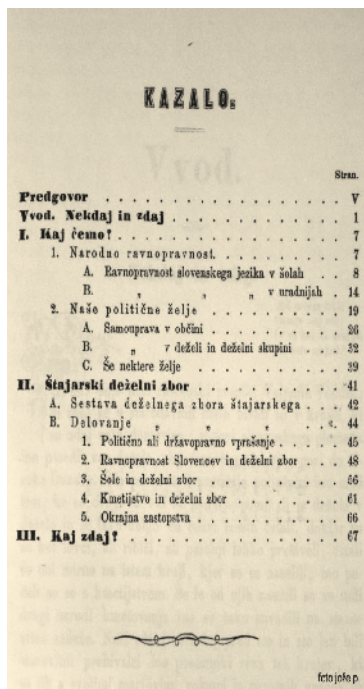 KAZALO.
Stran.
Predgovor . . . . . . . . . . . . . . . V
Vvod. Nekdaj in zdaj . . . . . . . . . . 1
I. Kaj čemo? . . . . . . . . . . . . . . 7
1. Narodno ravnopravnost . . . . . . . . 7
A. Ravnopravnost slovenskega jezika v šolah . . 8
B. „ „ „ v uradnijah . 14
2. Naše politične želje . . . . . . . . 19
A. Samouprava v občini . . . . . . . . 26
B. „ v deželi in deželni skupini . . . 32
C. Še nektere želje . . . . . . . . . 39
II. Štajarski deželni zbor . . . . . . . 41
A. Sestava deželnega zbora štajarskega . . . . 42
B. Delovanje „ „ „ . 44
1. Politično ali državopravno vprašanje . . . . 45
2. Ravnopravnost Slovencev in deželni zbor . . . 48
3. Šole in deželni zbor . . . . . . . . 56
4. Kmetijstvo in deželni zbor . . . . . . 61
5. Okrajna zastopstva . . . . . . . . 66
III. Kaj zdaj? . . . . . . . . . . . . . 67
foto jože p.